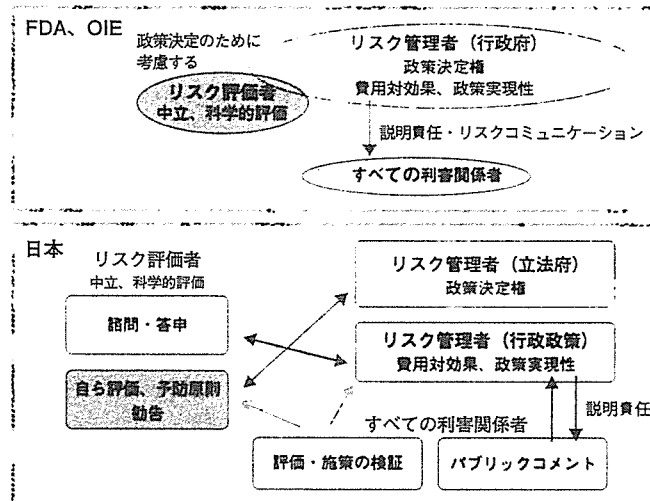 FDA、OIE
政策決定のために
考慮する
リスク評価者
中立、科学的評価
リスク管理者（行政府）
政策決定権
費用対効果、政策実現性
説明責任・リスクコミュニケーション
すべての利害関係者
日本
リスク評価者
中立、科学的評価
諮問・答申
自ら評価、予防原則
勧告
リスク管理者（立法府）
政策決定権
リスク管理者（行政政策）
費用対効果、政策実現性
説明責任
すべての利害関係者
評価・施策の検証
パブリックコメント